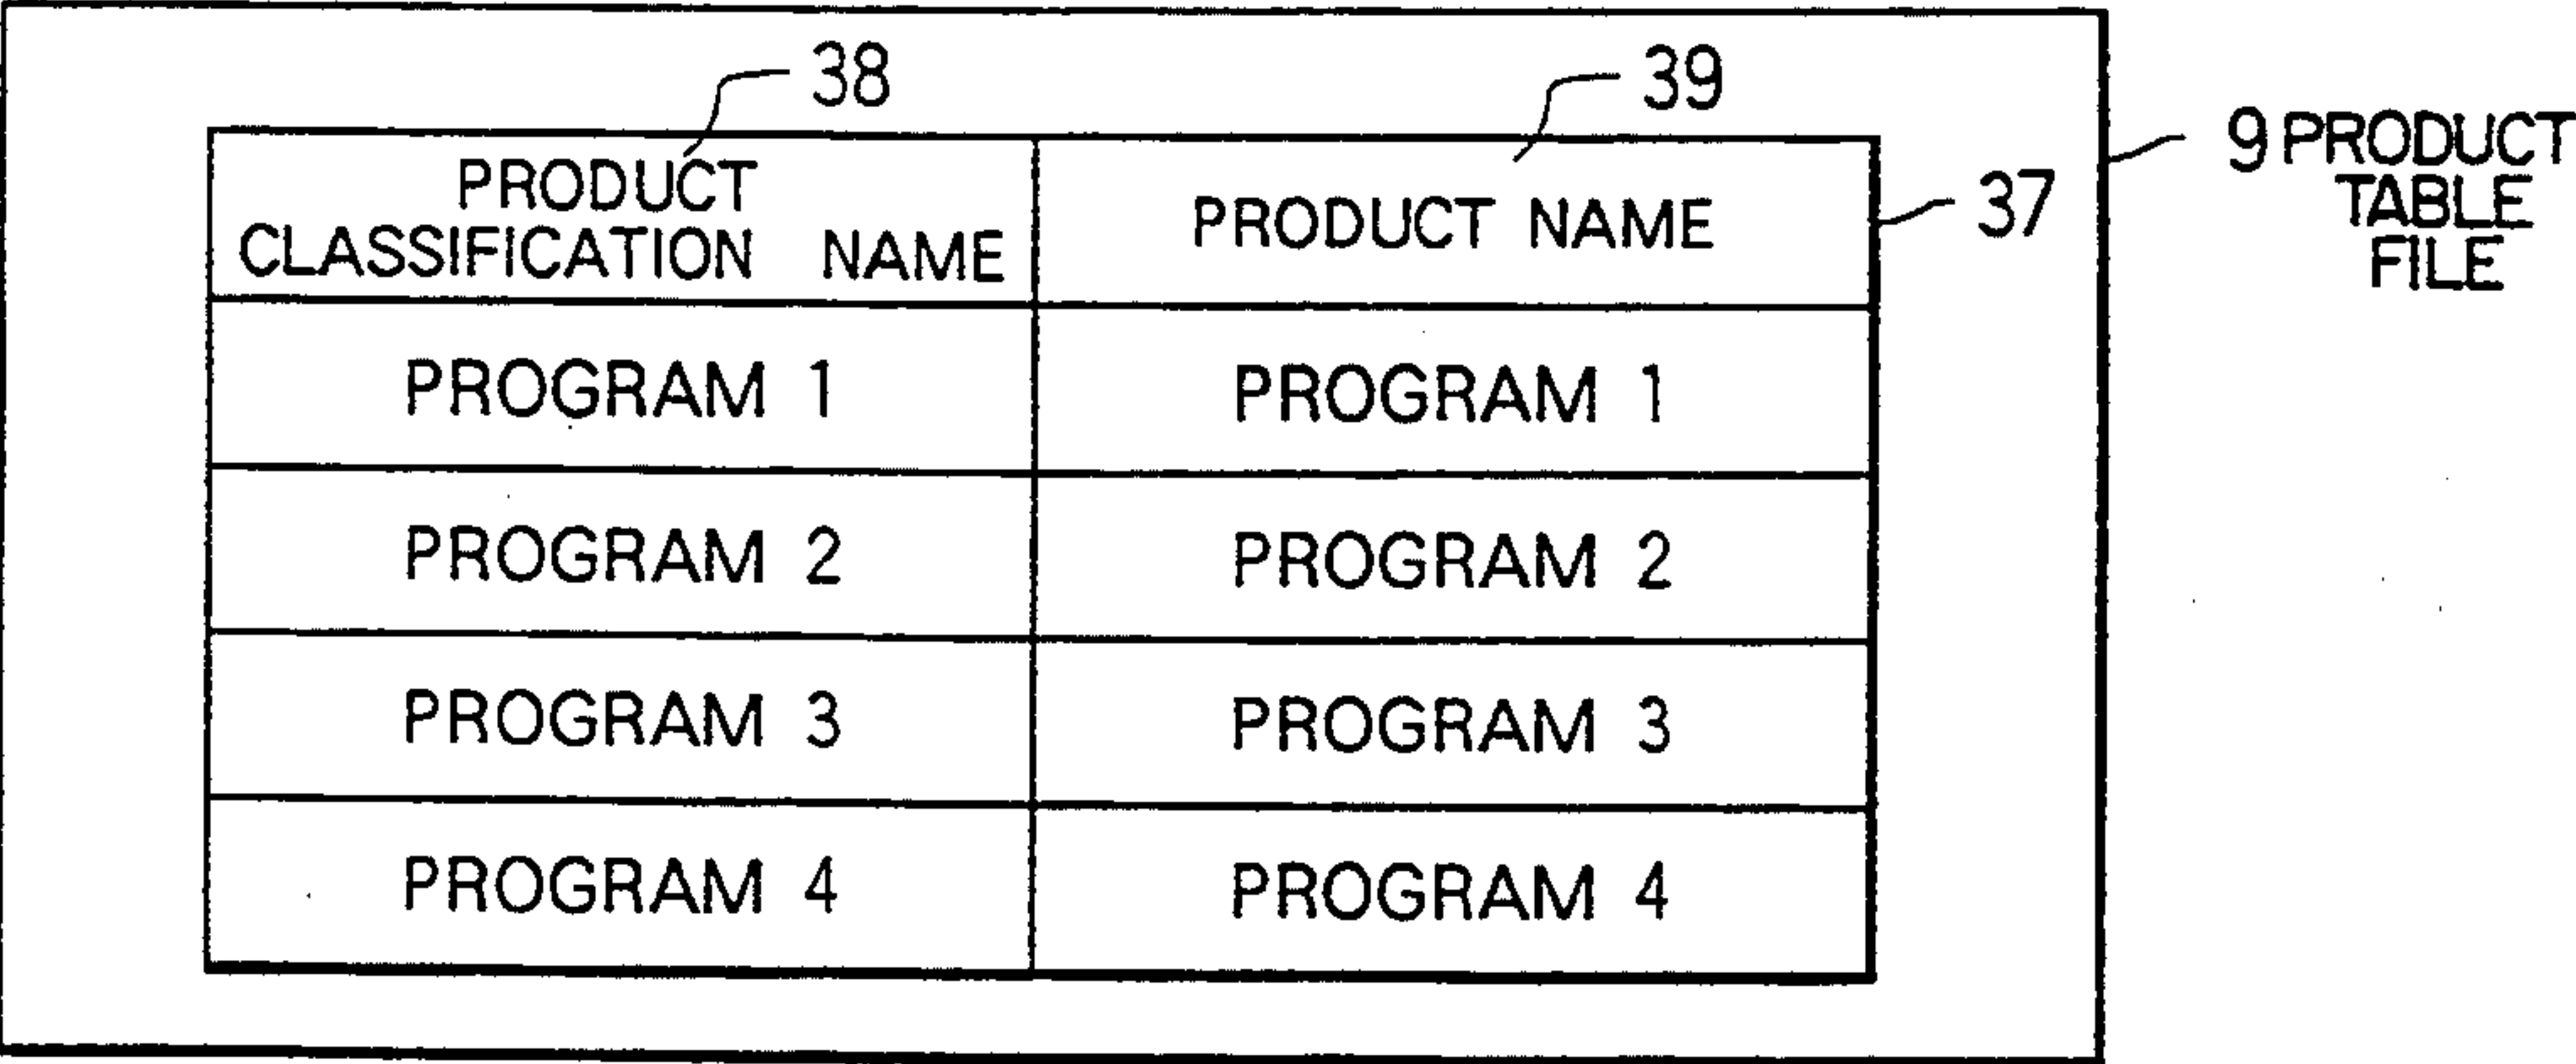 38
39
9 PRODUCT
TABLE
FILE
37
PRODUCT
CLASSIFICATION NAME
PRODUCT NAME
PROGRAM 1
PROGRAM 1
PROGRAM 2
PROGRAM 2
PROGRAM 3
PROGRAM 3
PROGRAM 4
PROGRAM 4